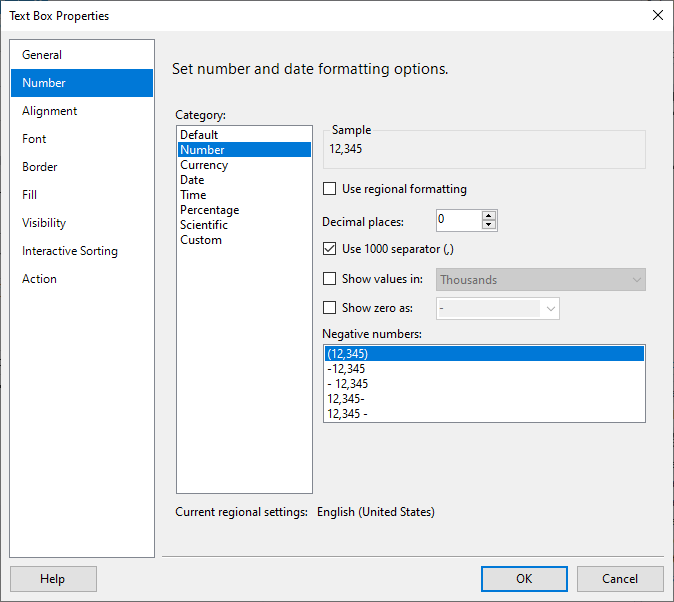 Text Box Properties
General
Number
Alignment
Font
Border
Fill
Visibility
Interactive Sorting
Action
Set number and date formatting options.
Category:
Default
Number
Currency
Date
Time
Percentage
Scientific
Custom
Sample
12,345
Use regional formatting
Decimal places: 0
Use 1000 separator (,)
Show values in: Thousands
Show zero as: -
Negative numbers:
(12,345)
-12,345
- 12,345
12,345-
12,345 -
Current regional settings: English (United States)
Help OK Cancel